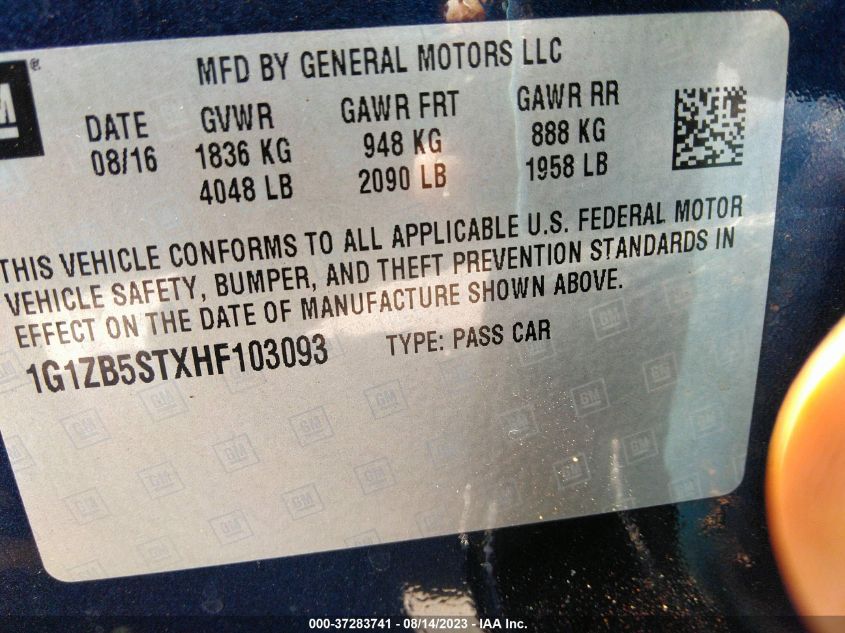 MFD BY GENERAL MOTORS LLC
GM ®
DATE GVWR GAWR FRT GAWR RR
08/16 1836 KG 948 KG 888 KG
4048 LB 2090 LB 1958 LB
THIS VEHICLE CONFORMS TO ALL APPLICABLE U.S. FEDERAL MOTOR
VEHICLE SAFETY, BUMPER, AND THEFT PREVENTION STANDARDS IN
EFFECT ON THE DATE OF MANUFACTURE SHOWN ABOVE.
1G1ZB5STXHF103093 TYPE: PASS CAR
000-37283741 - 08/14/2023 - IAA Inc.